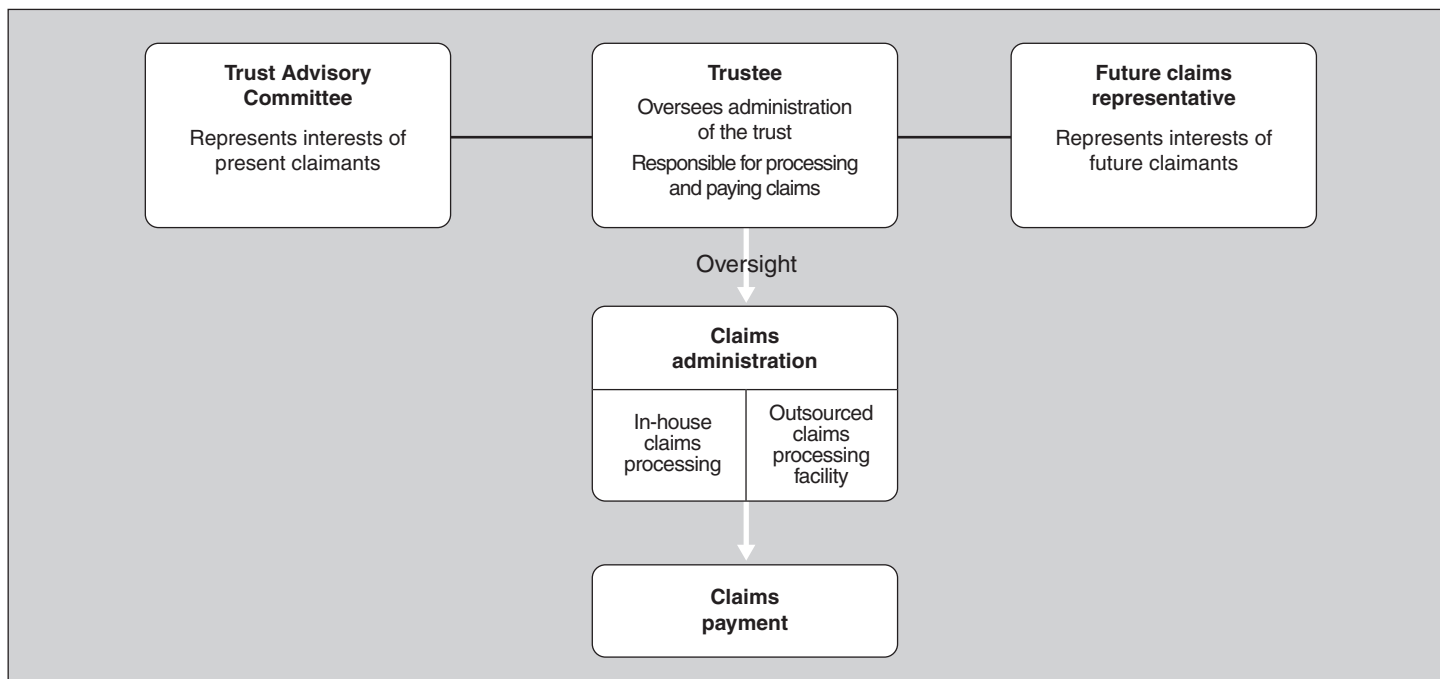 Trust Advisory
Committee
Represents interests of
present claimants
Trustee
Oversees administration
of the trust
Responsible for processing
and paying claims
Future claims
representative
Represents interests of
future claimants
Oversight
Claims
administration
In-house
claims
processing
Outsourced
claims
processing
facility
Claims
payment